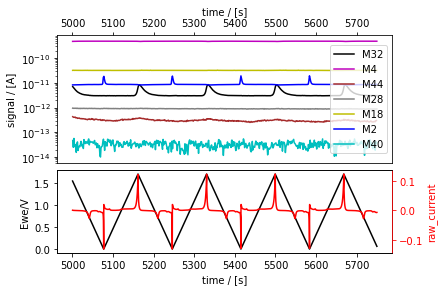 time / [s]
5000 5100 5200 5300 5400 5500 5600 5700
signal / [A]
10⁻¹⁰
10⁻¹¹
10⁻¹²
10⁻¹³
10⁻¹⁴
M32
M4
M44
M28
M18
M2
M40
Ewe/V
1.5
1.0
0.5
0.0
0.1
0.0
−0.1
raw_current
5000 5100 5200 5300 5400 5500 5600 5700
time / [s]